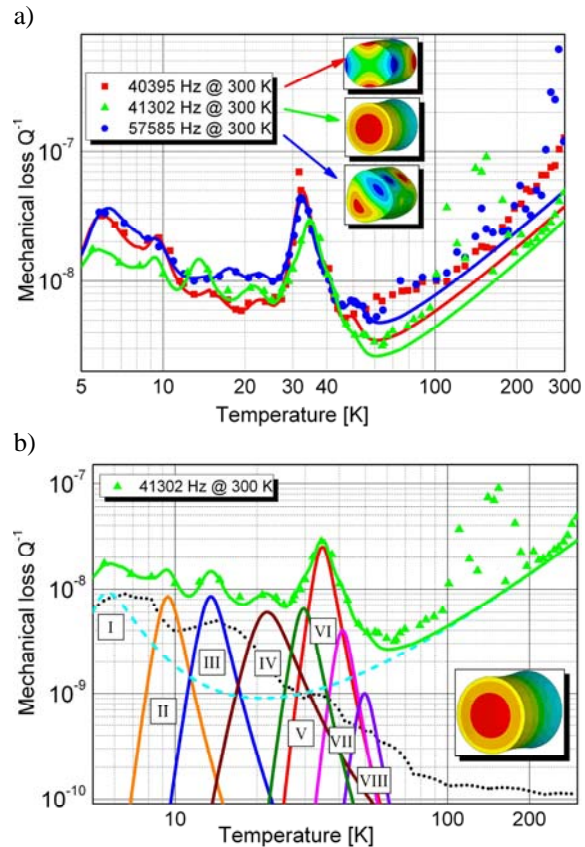 a)
Mechanical loss Q⁻¹
10⁻⁷
10⁻⁸
40395 Hz @ 300 K
41302 Hz @ 300 K
57585 Hz @ 300 K
5 10 20 30 40 100 200 300
Temperature [K]
b)
Mechanical loss Q⁻¹
10⁻⁷
10⁻⁸
10⁻⁹
10⁻¹⁰
41302 Hz @ 300 K
I
II
III
IV
V
VI
VII
VIII
10 100 200 300
Temperature [K]